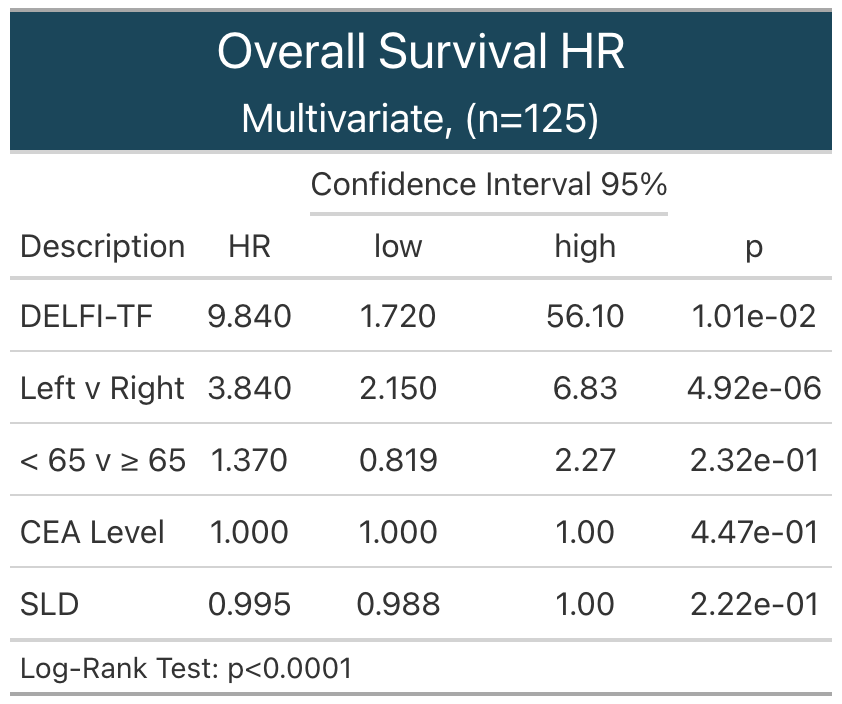 Overall Survival HR
Multivariate, (n=125)
Confidence Interval 95%
Description HR low high p
DELFI-TF 9.840 1.720 56.10 1.01e-02
Left v Right 3.840 2.150 6.83 4.92e-06
< 65 v ≥ 65 1.370 0.819 2.27 2.32e-01
CEA Level 1.000 1.000 1.00 4.47e-01
SLD 0.995 0.988 1.00 2.22e-01
Log-Rank Test: p<0.0001